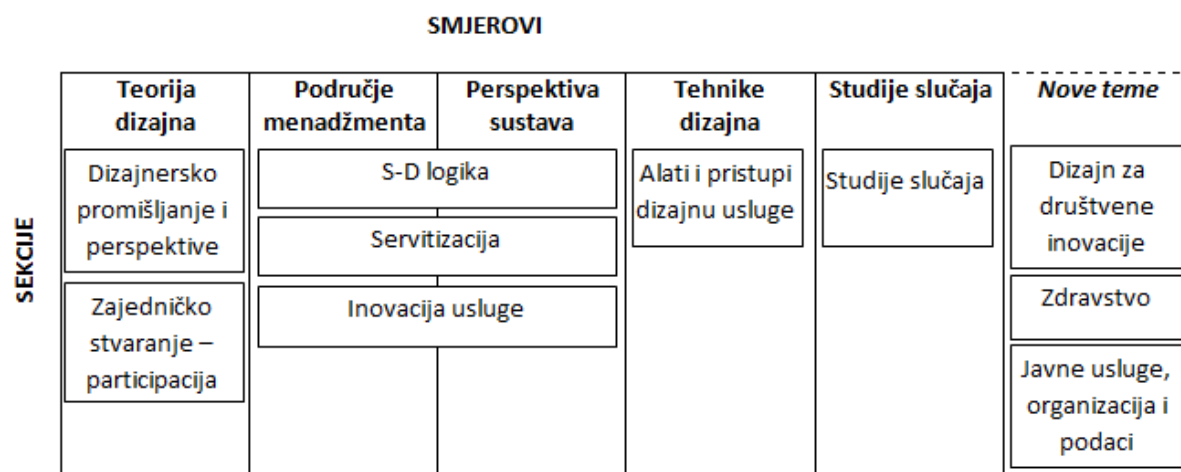 SMJEROVI
SEKCIJE
Teorija
dizajna
Područje
menadžmenta
Perspektiva
sustava
Tehnike
dizajna
Studije slučaja
Nove teme
Dizajnersko
promišljanje i
perspektive
Zajedničko
stvaranje –
participacija
S-D logika
Servitizacija
Inovacija usluge
Alati i pristupi
dizajnu usluge
Studije slučaja
Dizajn za
društvene
inovacije
Zdravstvo
Javne usluge,
organizacija i
podaci